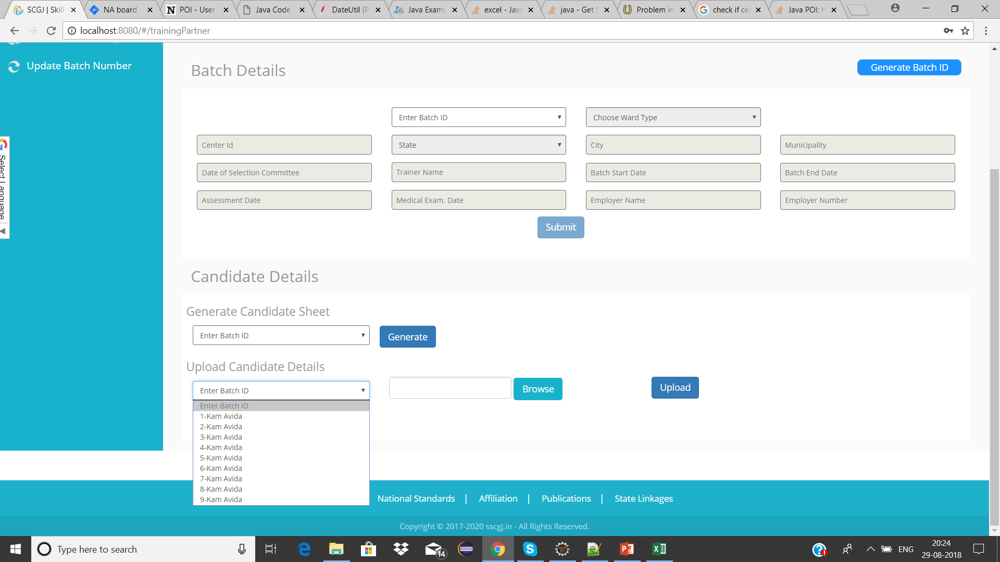 SCGJ | Skill
NA board
POI - User
Java Code
DateUtil (P
Java Examp
excel - Java
java - Get S
Problem in
check if cel
Java POI: H
localhost:8080/#/trainingPartner
Update Batch Number
Select Language
Batch Details
Generate Batch ID
Enter Batch ID
Choose Ward Type
Center Id
State
City
Municipality
Date of Selection Committee
Trainer Name
Batch Start Date
Batch End Date
Assessment Date
Medical Exam. Date
Employer Name
Employer Number
Submit
Candidate Details
Generate Candidate Sheet
Enter Batch ID
Generate
Upload Candidate Details
Enter Batch ID
Browse
Upload
Enter Batch ID
1-Kam Avida
2-Kam Avida
3-Kam Avida
4-Kam Avida
5-Kam Avida
6-Kam Avida
7-Kam Avida
8-Kam Avida
9-Kam Avida
National Standards | Affiliation | Publications | State Linkages
Copyright © 2017-2020 sscgj.in - All Rights Reserved.
Type here to search
14
ENG
20:24
29-08-2018